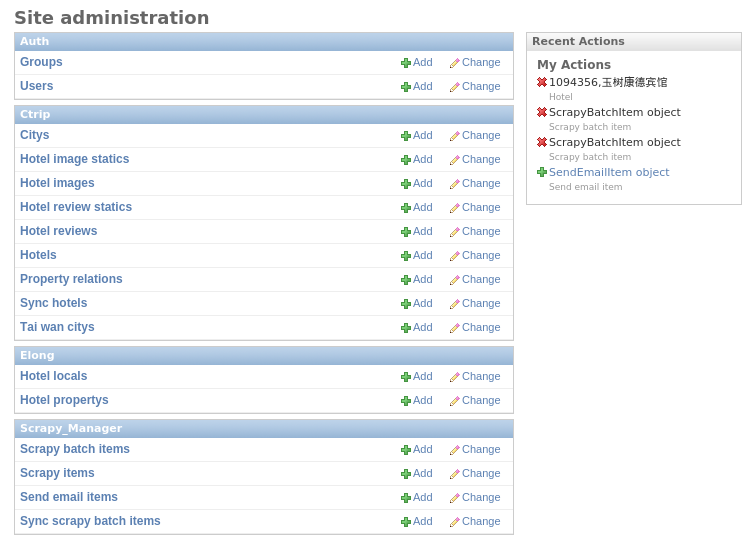 Site administration
Auth
Groups Add Change
Users Add Change
Ctrip
Citys Add Change
Hotel image statics Add Change
Hotel images Add Change
Hotel review statics Add Change
Hotel reviews Add Change
Hotels Add Change
Property relations Add Change
Sync hotels Add Change
Tai wan citys Add Change
Elong
Hotel locals Add Change
Hotel propertys Add Change
Scrapy_Manager
Scrapy batch items Add Change
Scrapy items Add Change
Send email items Add Change
Sync scrapy batch items Add Change
Recent Actions
My Actions
1094356,玉树康德宾馆
Hotel
ScrapyBatchItem object
Scrapy batch item
ScrapyBatchItem object
Scrapy batch item
SendEmailItem object
Send email item